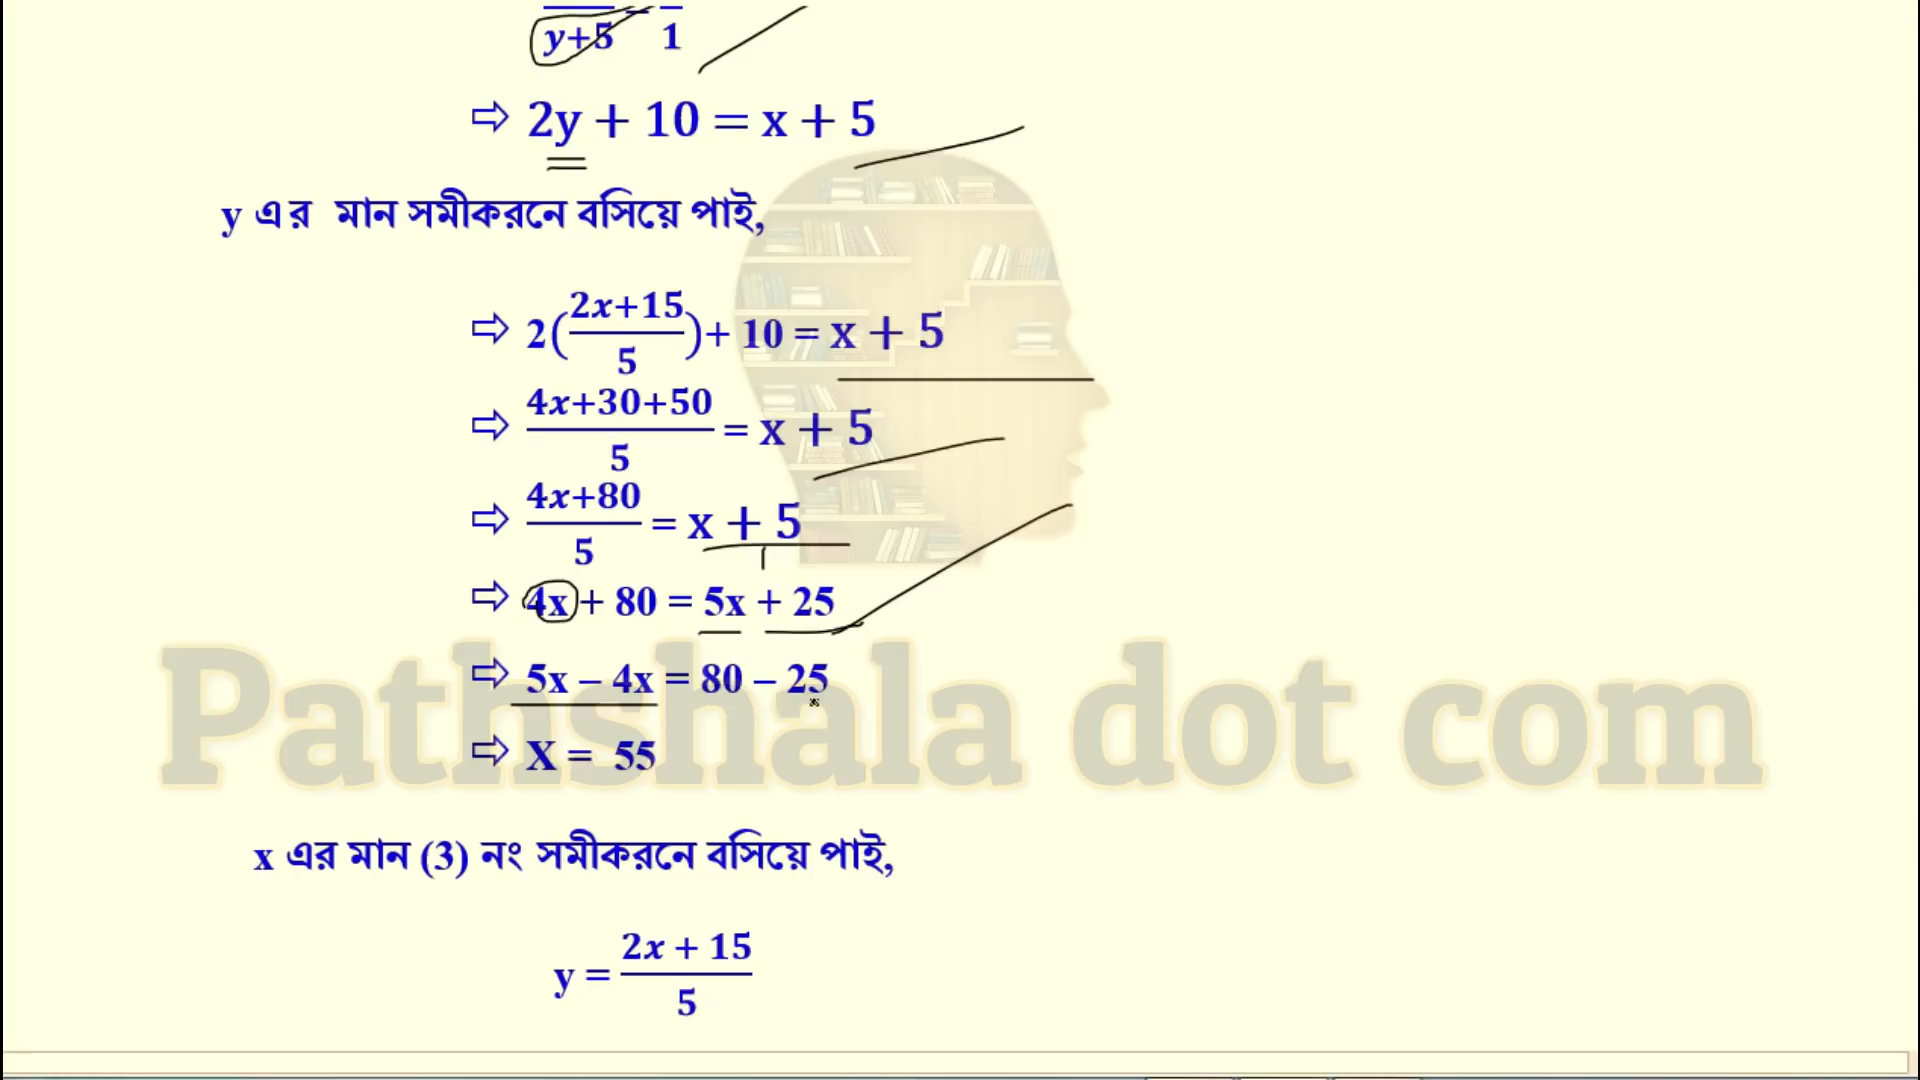 y+5 = 1
⇨ 2y + 10 = x + 5
y এর মান সমীকরনে বসিয়ে পাই,
⇨ 2(2x+15/5)+ 10 = x + 5
⇨ 4x+30+50/5 = x + 5
⇨ 4x+80/5 = x + 5
⇨ 4x + 80 = 5x + 25
⇨ 5x – 4x = 80 – 25
⇨ X = 55
Pathshala dot com
x এর মান (3) নং সমীকরনে বসিয়ে পাই,
y = 2x + 15/5